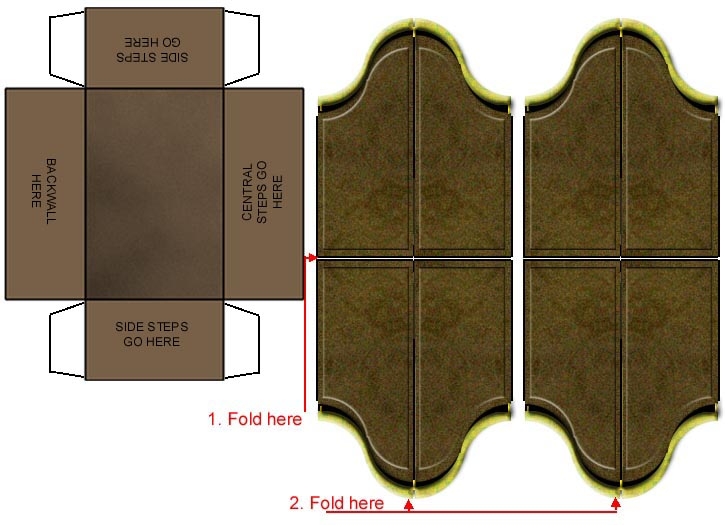 SIDE STEPS
GO HERE
BACKWALL
HERE
CENTRAL
STEPS GO
HERE
SIDE STEPS
GO HERE
1. Fold here
2. Fold here